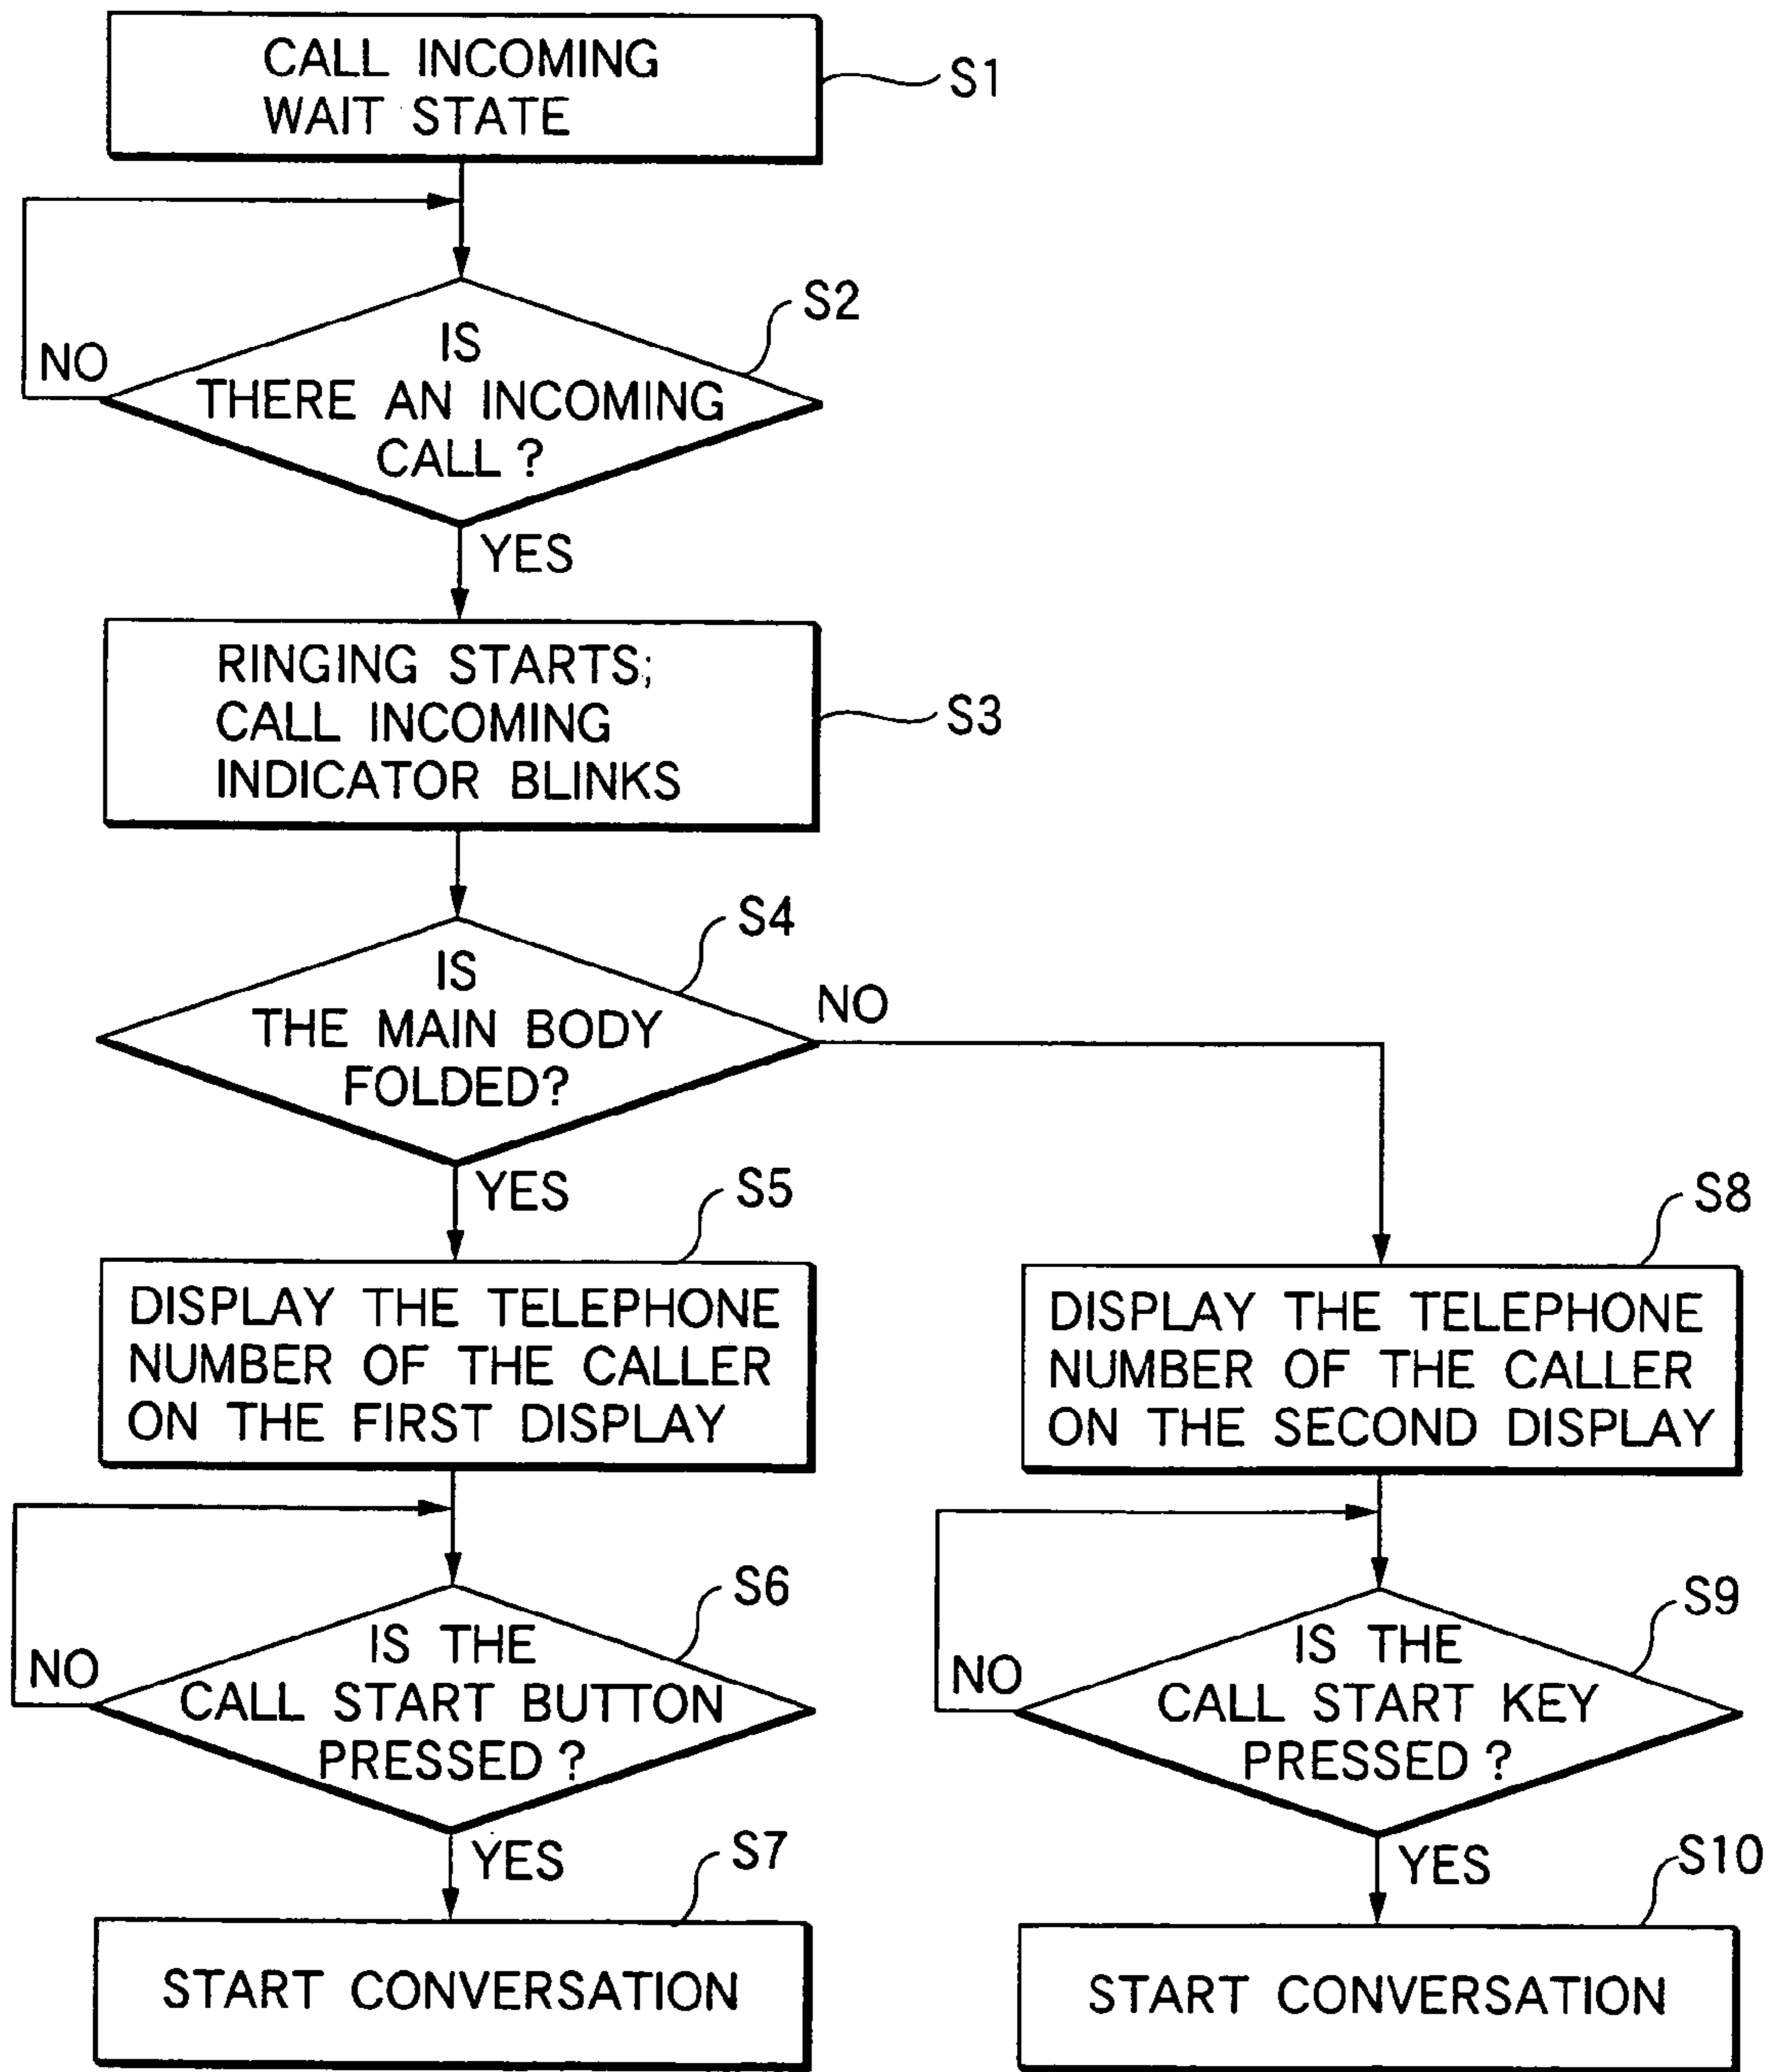 CALL INCOMING
WAIT STATE
S1
S2
IS
THERE AN INCOMING
CALL ?
NO
YES
RINGING STARTS;
CALL INCOMING
INDICATOR BLINKS
S3
S4
IS
THE MAIN BODY
FOLDED?
NO
YES
S5
DISPLAY THE TELEPHONE
NUMBER OF THE CALLER
ON THE FIRST DISPLAY
S6
IS THE
CALL START BUTTON
PRESSED ?
NO
YES
S7
START CONVERSATION
S8
DISPLAY THE TELEPHONE
NUMBER OF THE CALLER
ON THE SECOND DISPLAY
S9
IS THE
CALL START KEY
PRESSED ?
NO
YES
S10
START CONVERSATION